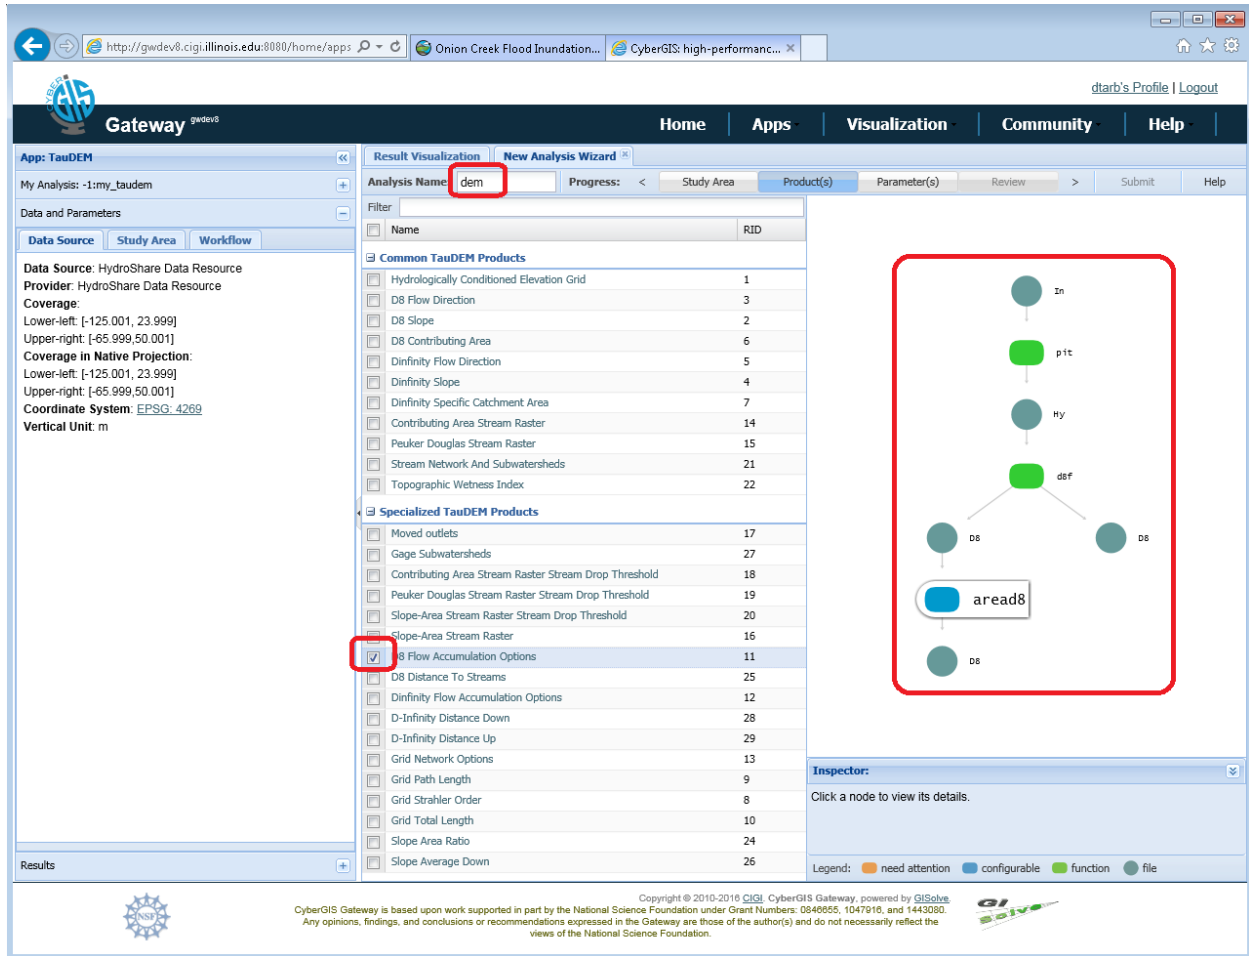 http://gwdev8.cigi.illinois.edu:8080/home/apps
Onion Creek Flood Inundation...
CyberGIS: high-performanc...
CYBER GIS
dtarb's Profile | Logout
Gateway gwdev8
Home Apps Visualization Community Help
App: TauDEM
My Analysis: -1:my_taudem
Data and Parameters
Data Source Study Area Workflow
Data Source: HydroShare Data Resource
Provider: HydroShare Data Resource
Coverage:
Lower-left: [-125.001, 23.999]
Upper-right: [-65.999,50.001]
Coverage in Native Projection:
Lower-left: [-125.001, 23.999]
Upper-right: [-65.999,50.001]
Coordinate System: EPSG: 4269
Vertical Unit: m
Results
Result Visualization New Analysis Wizard
Analysis Name: dem Progress: < Study Area Product(s) Parameter(s) Review > Submit Help
Filter
Name RID
Common TauDEM Products
Hydrologically Conditioned Elevation Grid 1
D8 Flow Direction 3
D8 Slope 2
D8 Contributing Area 6
Dinfinity Flow Direction 5
Dinfinity Slope 4
Dinfinity Specific Catchment Area 7
Contributing Area Stream Raster 14
Peuker Douglas Stream Raster 15
Stream Network And Subwatersheds 21
Topographic Wetness Index 22
Specialized TauDEM Products
Moved outlets 17
Gage Subwatersheds 27
Contributing Area Stream Raster Stream Drop Threshold 18
Peuker Douglas Stream Raster Stream Drop Threshold 19
Slope-Area Stream Raster Stream Drop Threshold 20
Slope-Area Stream Raster 16
D8 Flow Accumulation Options 11
D8 Distance To Streams 25
Dinfinity Flow Accumulation Options 12
D-Infinity Distance Down 28
D-Infinity Distance Up 29
Grid Network Options 13
Grid Path Length 9
Grid Strahler Order 8
Grid Total Length 10
Slope Area Ratio 24
Slope Average Down 26
In
pit
Hy
d8f
D8 D8
aread8
D8
Inspector:
Click a node to view its details.
Legend: need attention configurable function file
NSF
Copyright © 2010-2016 CIGI. CyberGIS Gateway, powered by GISolve.
CyberGIS Gateway is based upon work supported in part by the National Science Foundation under Grant Numbers: 0846655, 1047916, and 1443080.
Any opinions, findings, and conclusions or recommendations expressed in the Gateway are those of the author(s) and do not necessarily reflect the
views of the National Science Foundation.
GISolve